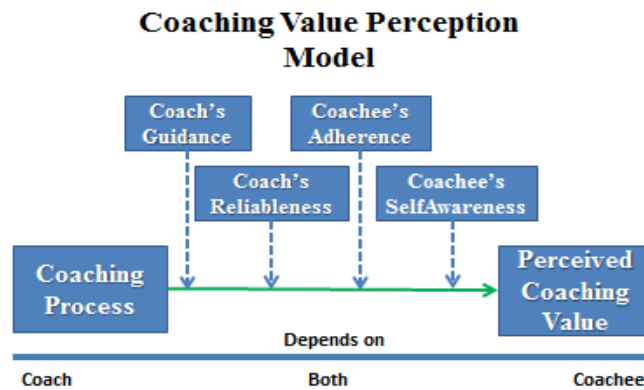 Coaching Value Perception
Model
Coach's
Guidance
Coachee's
Adherence
Coach's
Reliableness
Coachee's
SelfAwareness
Coaching
Process
Perceived
Coaching
Value
Depends on
Coach
Both
Coachee